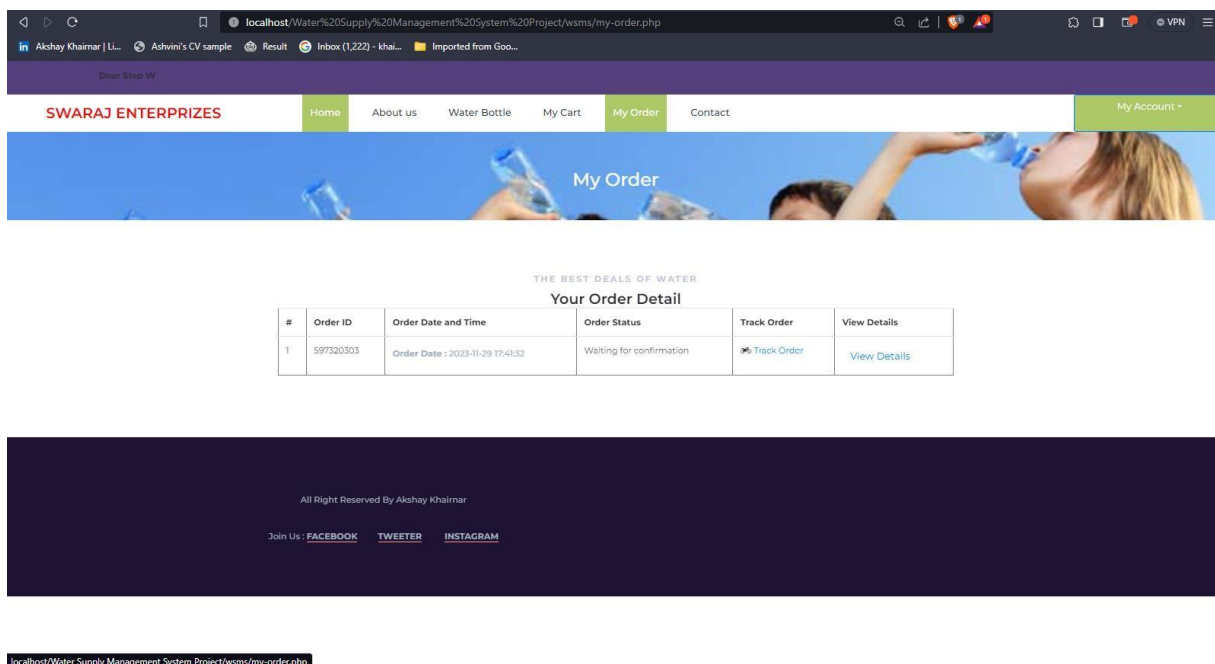 localhost/Water%20Supply%20Management%20System%20Project/wsms/my-order.php
VPN
Akshay Khairnar | Li... Ashvini's CV sample Result Inbox (1,222) - khai... Imported from Goo...
Door Step W
SWARAJ ENTERPRIZES Home About us Water Bottle My Cart My Order Contact My Account
My Order
THE BEST DEALS OF WATER
Your Order Detail
# Order ID Order Date and Time Order Status Track Order View Details
1 597320303 Order Date : 2023-11-29 17:41:32 Waiting for confirmation Track Order View Details
All Right Reserved By Akshay Khairnar
Join Us : FACEBOOK TWEETER INSTAGRAM
localhost/Water Supply Management System Project/wsms/my-order.php